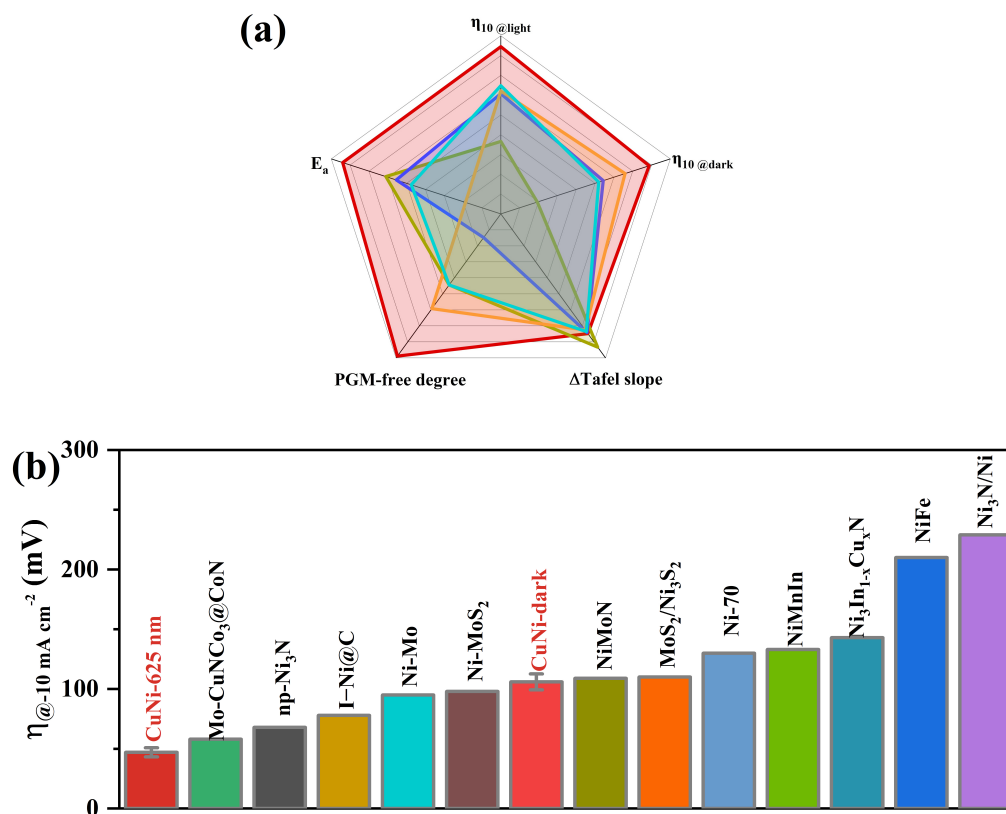 (a)
η₁₀ @light
Eₐ
η₁₀ @dark
PGM-free degree
ΔTafel slope
(b)
η@-10 mA cm⁻² (mV)
300
200
100
0
CuNi-625 nm
Mo-CuNCo₃@CoN
np-Ni₃N
I–Ni@C
Ni-Mo
Ni-MoS₂
CuNi-dark
NiMoN
MoS₂/Ni₃S₂
Ni-70
NiMnIn
Ni₃In₁₋ₓCuₓN
NiFe
Ni₃N/Ni